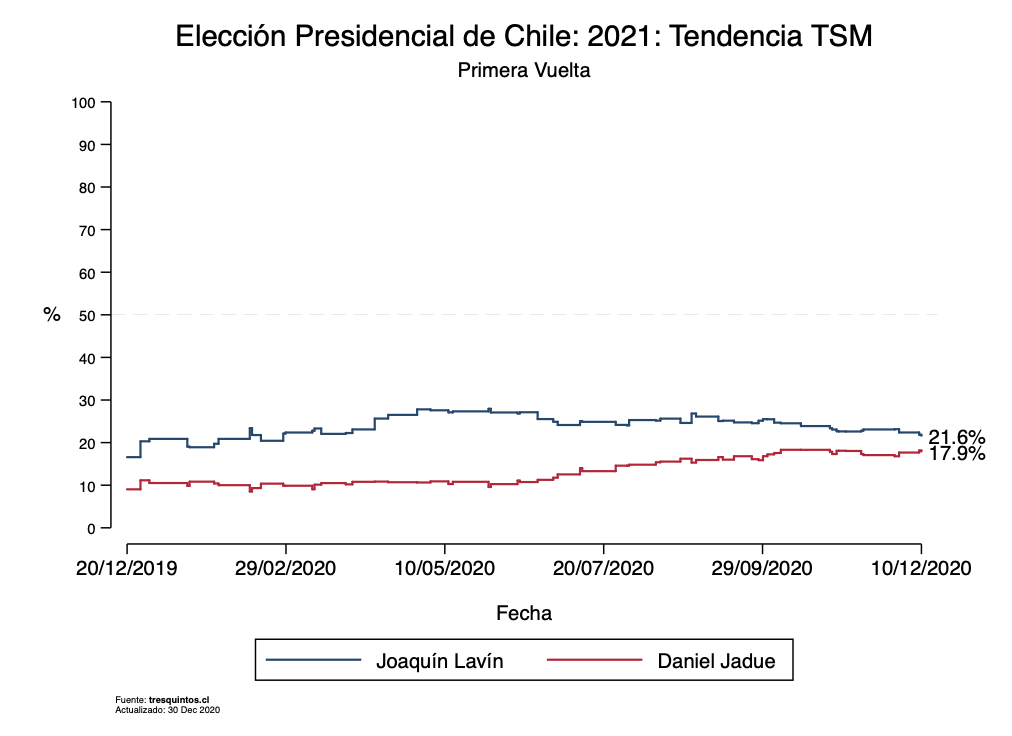 Elección Presidencial de Chile: 2021: Tendencia TSM
Primera Vuelta
100
90
80
70
60
% 50
40
30
20
10
0
21.6%
17.9%
20/12/2019 29/02/2020 10/05/2020 20/07/2020 29/09/2020 10/12/2020
Fecha
Joaquín Lavín Daniel Jadue
Fuente: tresquintos.cl
Actualizado: 30 Dec 2020